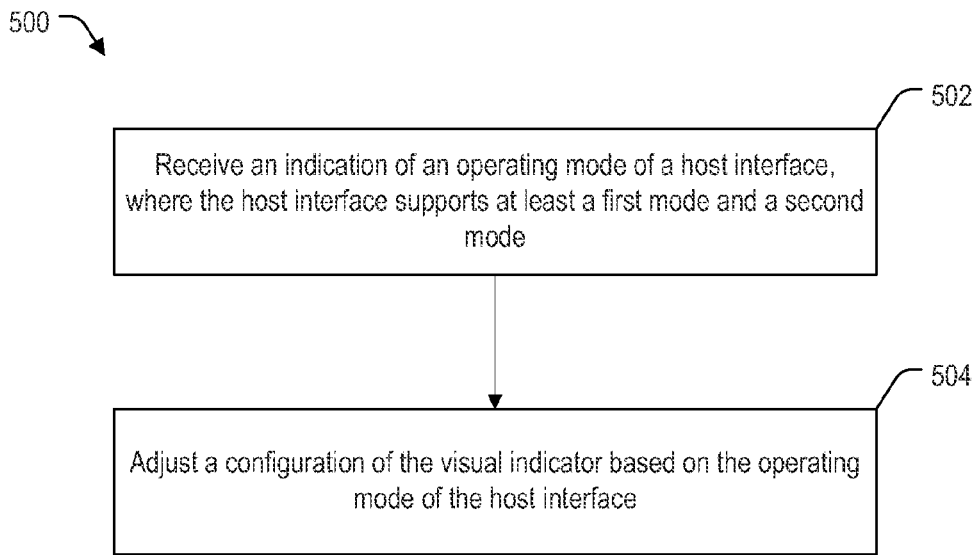 500
502
Receive an indication of an operating mode of a host interface,
where the host interface supports at least a first mode and a second
mode
504
Adjust a configuration of the visual indicator based on the operating
mode of the host interface